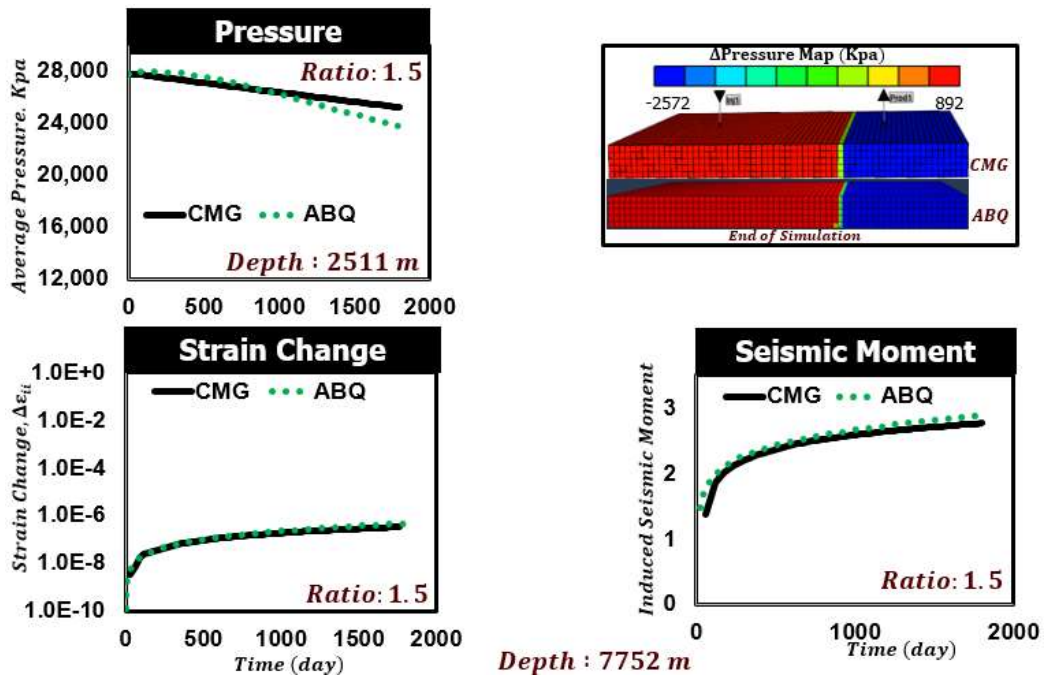 Pressure
Average Pressure. Kpa
28,000
24,000
20,000
16,000
12,000
Ratio: 1.5
CMG ABQ
Depth : 2511 m
0 500 1000 1500 2000
ΔPressure Map (Kpa)
-2572 892
Inj1 Prod1
CMG
ABQ
End of Simulation
Strain Change
Strain Change, Δεii
1.0E+0
1.0E-2
1.0E-4
1.0E-6
1.0E-8
1.0E-10
CMG ABQ
Ratio: 1.5
0 500 1000 1500 2000
Time (day)
Seismic Moment
Induced Seismic Moment
3
2
1
0
CMG ABQ
Ratio: 1.5
0 1000 2000
Time (day)
Depth : 7752 m